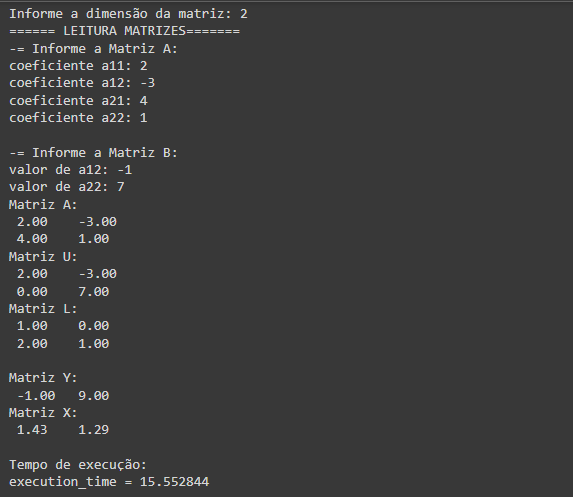 Informe a dimensão da matriz: 2
====== LEITURA MATRIZES=======
-= Informe a Matriz A:
coeficiente a11: 2
coeficiente a12: -3
coeficiente a21: 4
coeficiente a22: 1
-= Informe a Matriz B:
valor de a12: -1
valor de a22: 7
Matriz A:
2.00 -3.00
4.00 1.00
Matriz U:
2.00 -3.00
0.00 7.00
Matriz L:
1.00 0.00
2.00 1.00
Matriz Y:
-1.00 9.00
Matriz X:
1.43 1.29
Tempo de execução:
execution_time = 15.552844